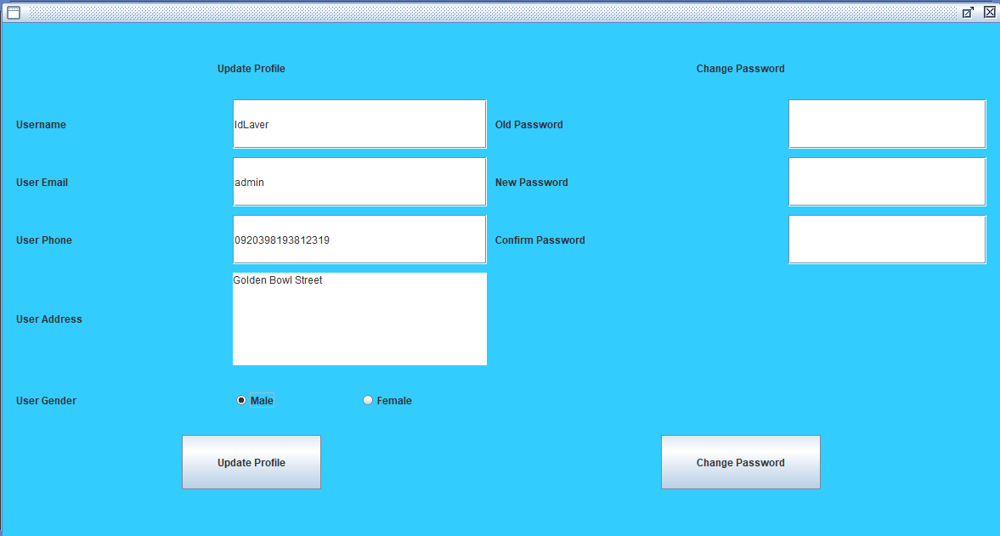 Update Profile
Change Password
Username
IdLaver
Old Password
User Email
admin
New Password
User Phone
0920398193812319
Confirm Password
User Address
Golden Bowl Street
User Gender
Male
Female
Update Profile
Change Password